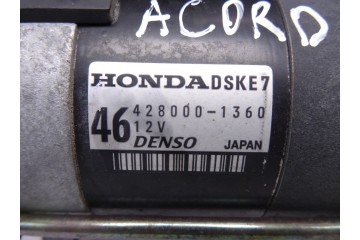 ACORD
HONDA DSKE7
46 428000-1360
12V
DENSO JAPAN